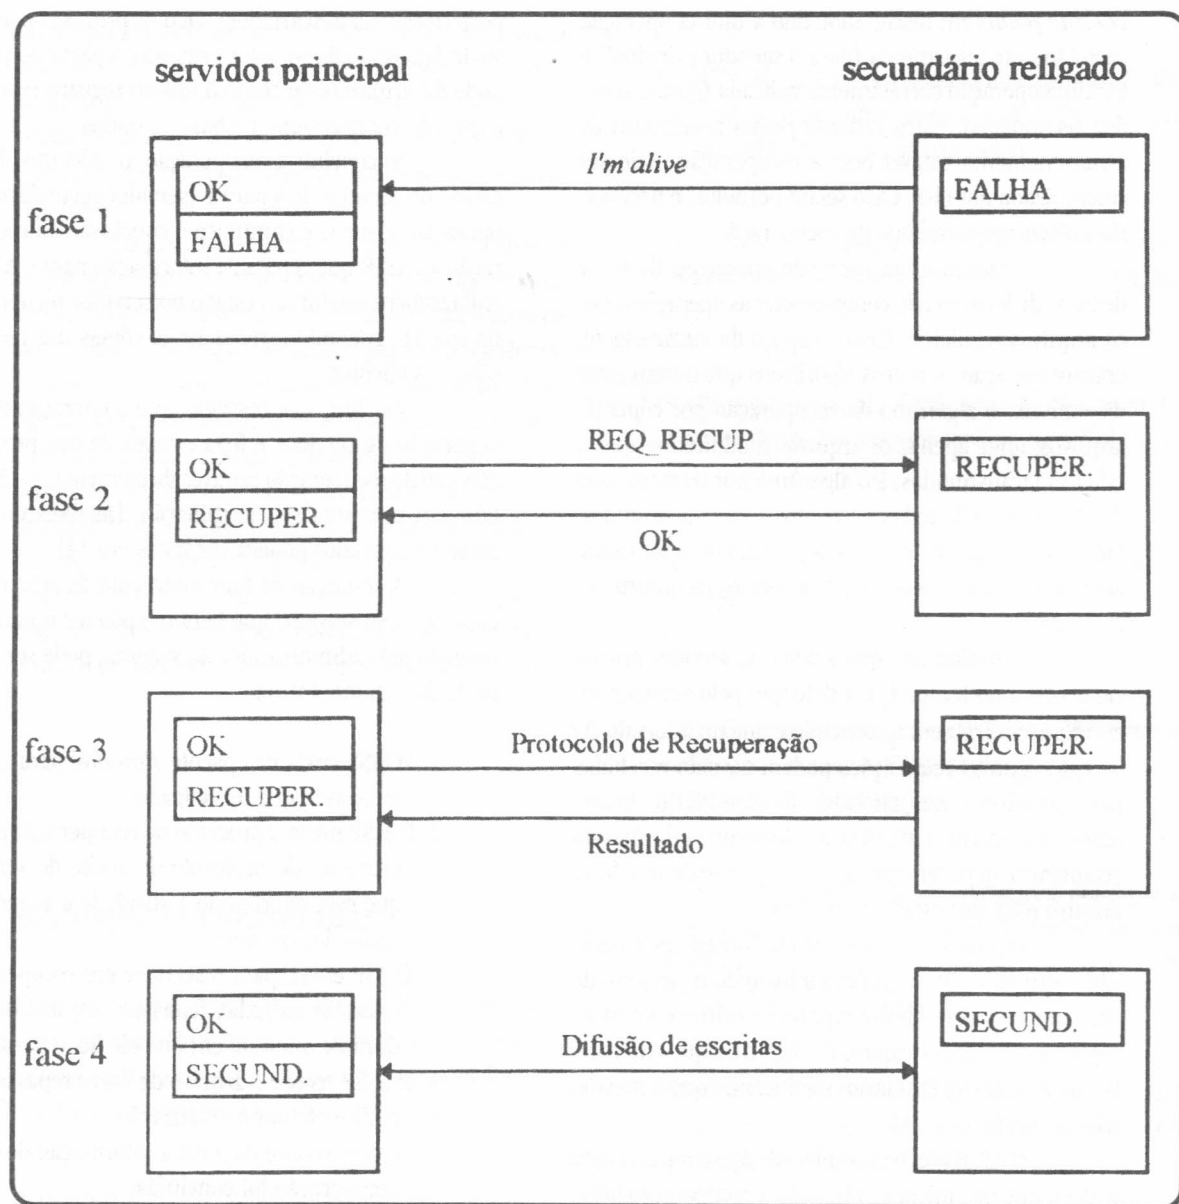 servidor principal
secundário religado
fase 1
OK
FALHA
I'm alive
FALHA
fase 2
OK
RECUPER.
REQ_RECUP
OK
RECUPER.
fase 3
OK
RECUPER.
Protocolo de Recuperação
Resultado
RECUPER.
fase 4
OK
SECUND.
Difusão de escritas
SECUND.